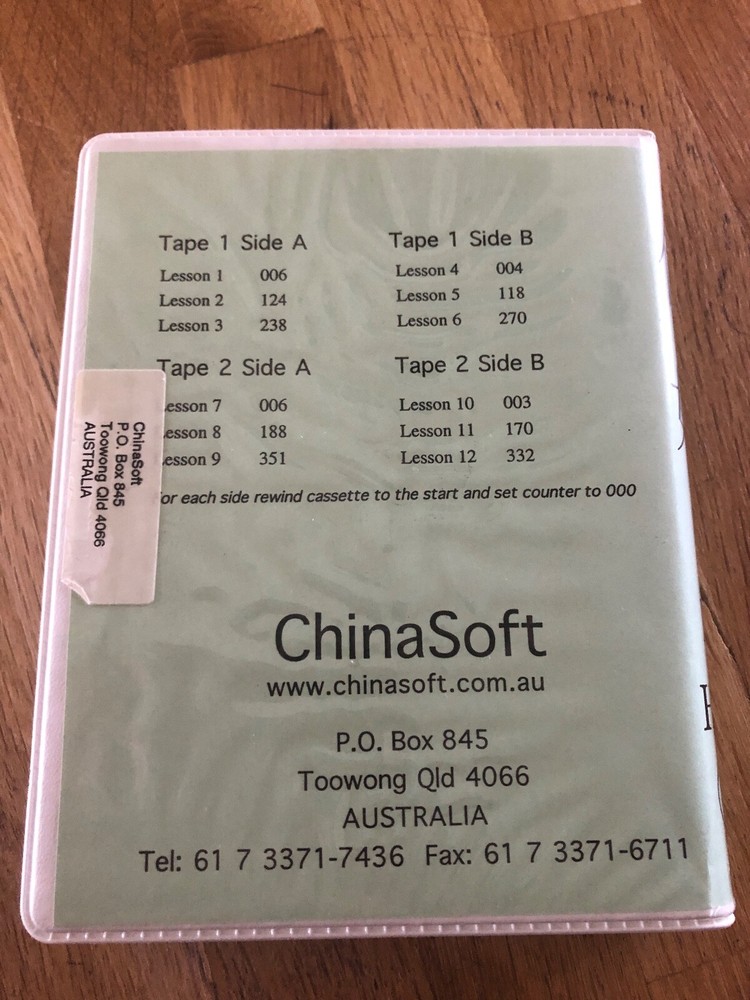 Tape 1 Side A
Lesson 1 006
Lesson 2 124
Lesson 3 238
Tape 1 Side B
Lesson 4 004
Lesson 5 118
Lesson 6 270
Tape 2 Side A
esson 7 006
esson 8 188
esson 9 351
Tape 2 Side B
Lesson 10 003
Lesson 11 170
Lesson 12 332
or each side rewind cassette to the start and set counter to 000
ChinaSoft
P.O. Box 845
Toowong Qld 4066
AUSTRALIA
ChinaSoft
www.chinasoft.com.au
P.O. Box 845
Toowong Qld 4066
AUSTRALIA
Tel: 61 7 3371-7436 Fax: 61 7 3371-6711